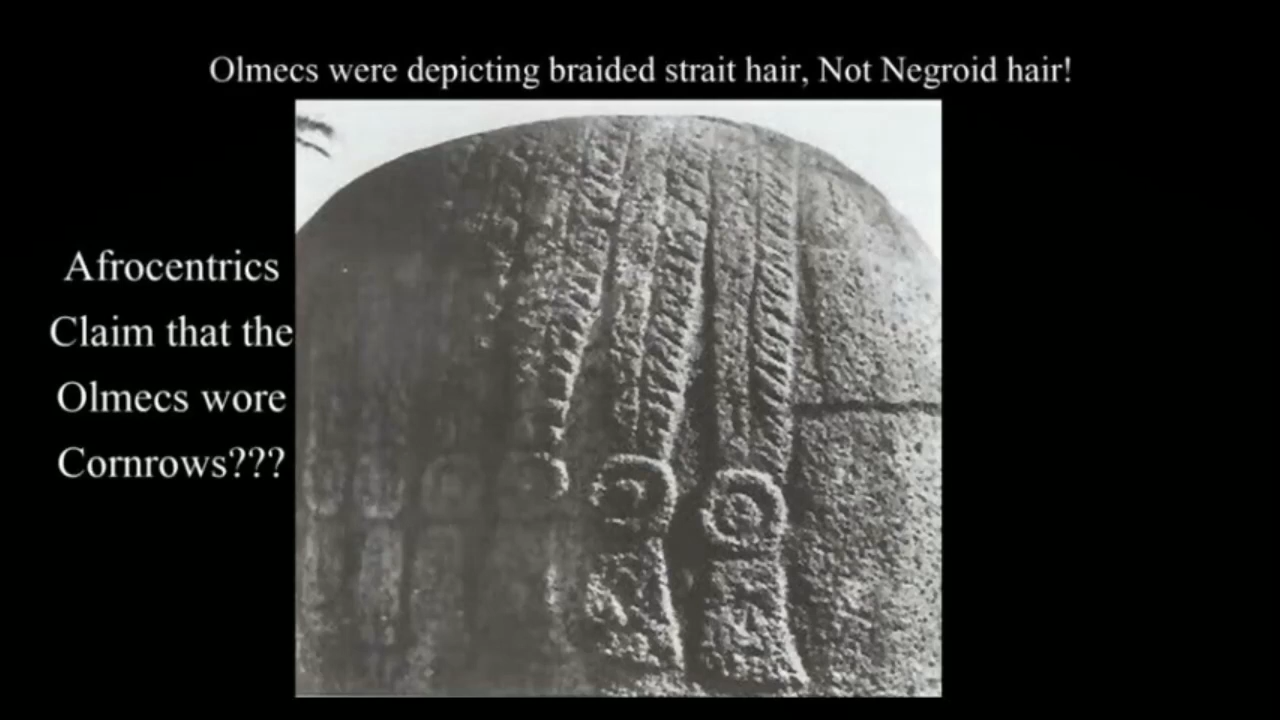 Olmecs were depicting braided strait hair, Not Negroid hair!
Afrocentrics
Claim that the
Olmecs wore
Cornrows???